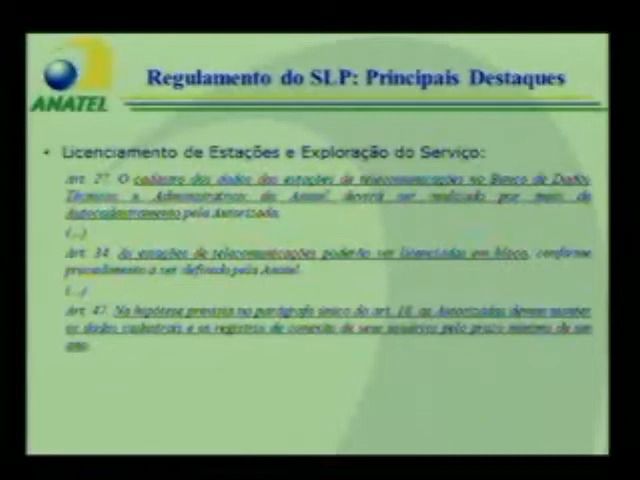 ANATEL
Regulamento do SLP: Principais Destaques
• Licenciamento de Estações e Exploração do Serviço:
Art. 27. O cadastro dos dados das estações de telecomunicações no Banco de Dados
Técnicos e Administrativos da Anatel deverá ser realizado por meio de
Autocadastramento pela Autorizada.
(...)
Art. 34. As estações de telecomunicações poderão ser licenciadas em bloco, conforme
procedimento a ser definido pela Anatel.
(...)
Art. 47. Na hipótese prevista no parágrafo único do art. 18, as Autorizadas devem manter
os dados cadastrais e os registros de conexão de seus usuários pelo prazo mínimo de um
ano.